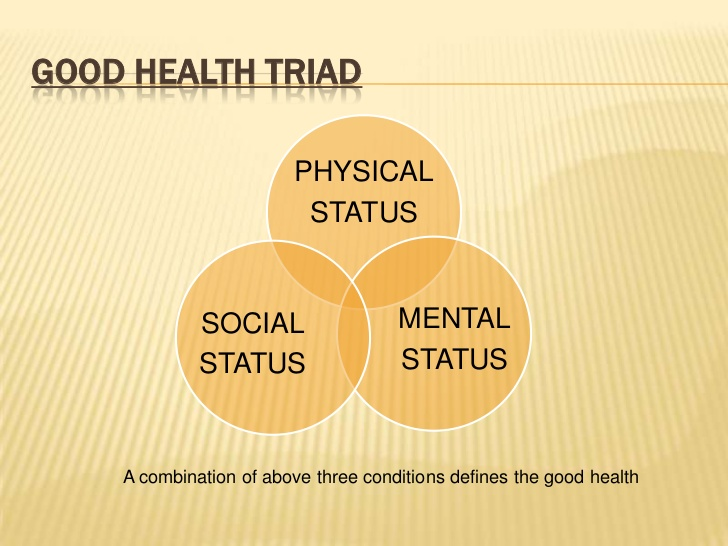 GOOD HEALTH TRIAD
PHYSICAL
STATUS
SOCIAL
STATUS
MENTAL
STATUS
A combination of above three conditions defines the good health